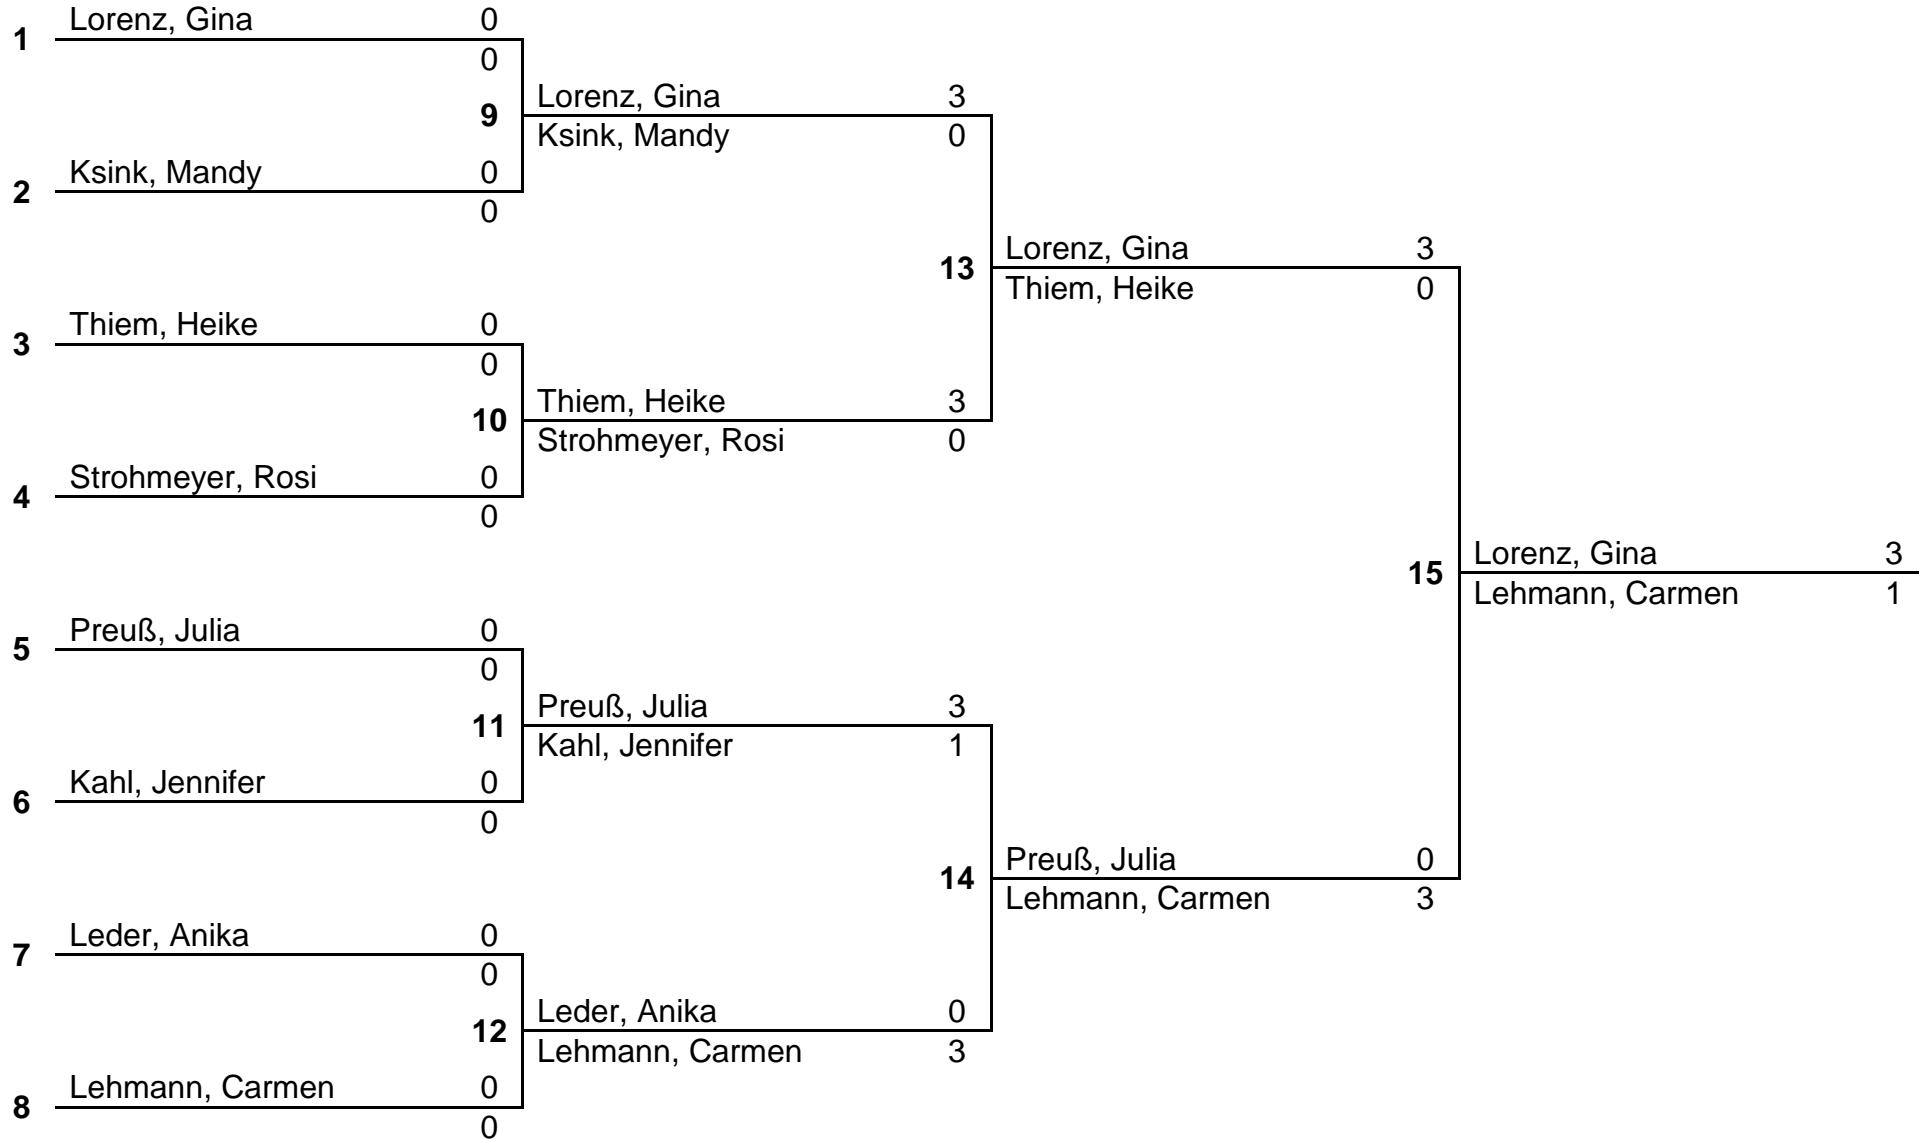 Lorenz, Gina 0
1
0
9
Lorenz, Gina 3
Ksink, Mandy 0
Ksink, Mandy 0
2
0
13
Lorenz, Gina 3
Thiem, Heike 0
Thiem, Heike 0
3
0
10
Thiem, Heike 3
Strohmeyer, Rosi 0
Strohmeyer, Rosi 0
4
0
15
Lorenz, Gina 3
Lehmann, Carmen 1
Preuß, Julia 0
5
0
11
Preuß, Julia 3
Kahl, Jennifer 1
Kahl, Jennifer 0
6
0
14
Preuß, Julia 0
Lehmann, Carmen 3
Leder, Anika 0
7
0
12
Leder, Anika 0
Lehmann, Carmen 3
Lehmann, Carmen 0
8
0